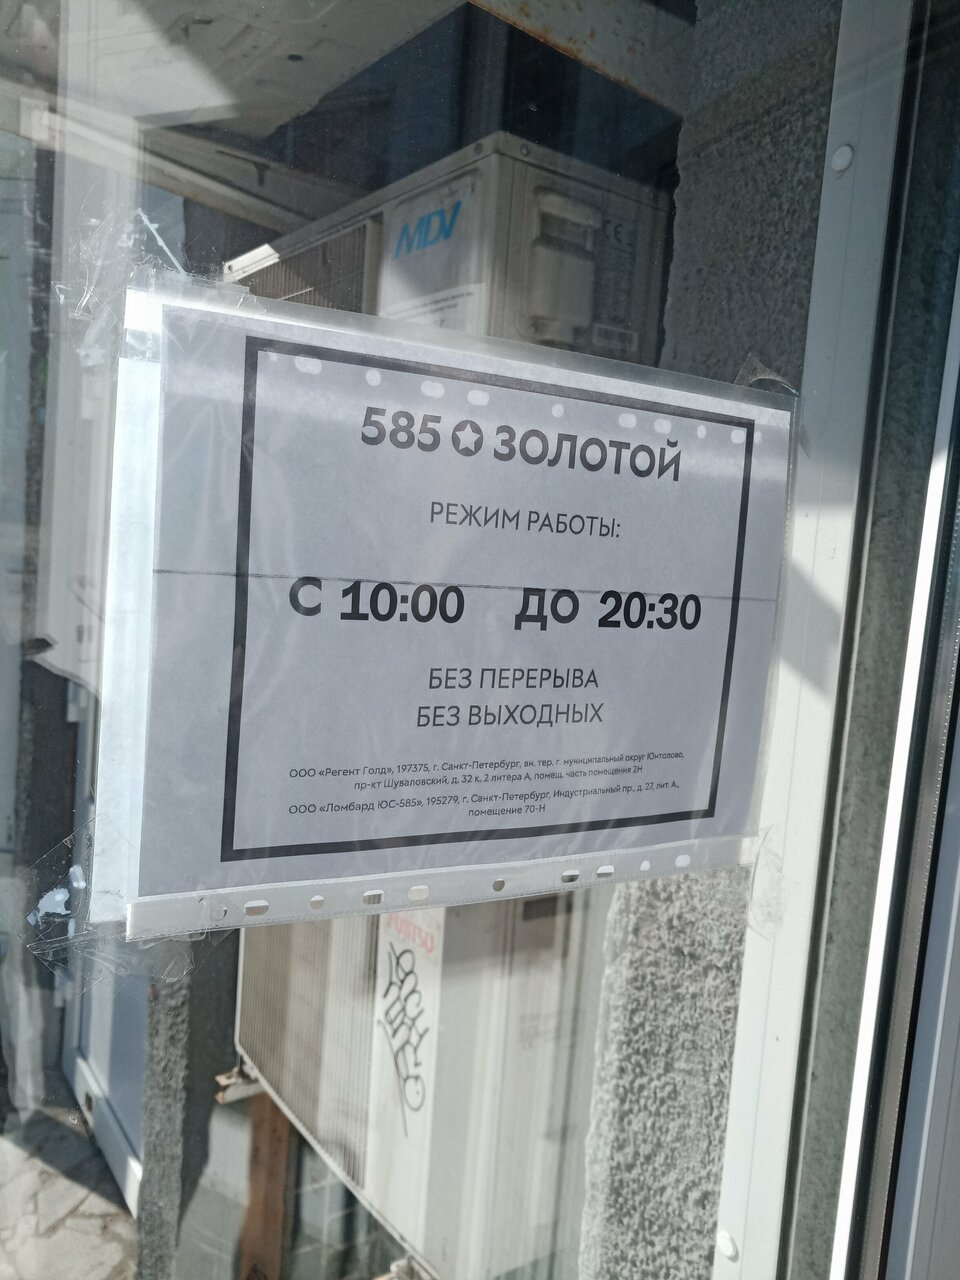 MDV
CE
585 ЗОЛОТОЙ
РЕЖИМ РАБОТЫ:
С 10:00 ДО 20:30
БЕЗ ПЕРЕРЫВА
БЕЗ ВЫХОДНЫХ
ООО «Регент Голд», 197375, г. Санкт-Петербург, вн. тер. г. муниципальный округ Юнтолово,
пр-кт Шуваловский, д. 32 к. 2 литера А, помещ. часть помещения 2Н
ООО «Ломбард ЮС-585», 195279, г. Санкт-Петербург, Индустриальный пр., д. 27, лит. А.,
помещение 70-Н